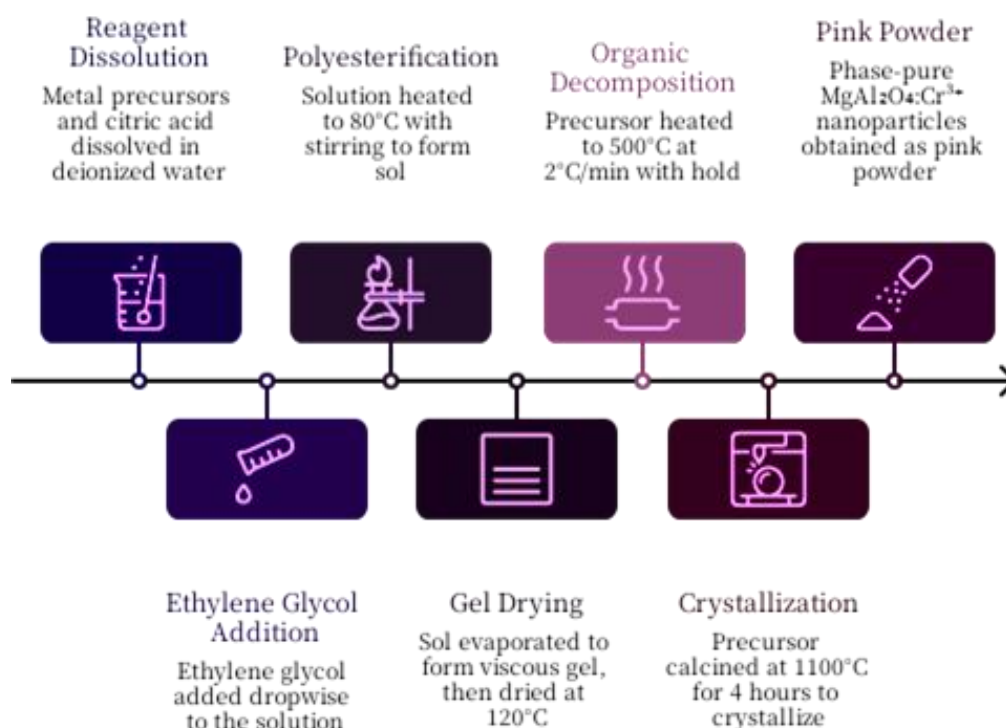 Reagent
Dissolution
Metal precursors
and citric acid
dissolved in
deionized water
Polyesterification
Solution heated
to 80°C with
stirring to form
sol
Organic
Decomposition
Precursor heated
to 500°C at
2°C/min with hold
Pink Powder
Phase-pure
MgAl₂O₄:Cr³⁺
nanoparticles
obtained as pink
powder
Ethylene Glycol
Addition
Ethylene glycol
added dropwise
to the solution
Gel Drying
Sol evaporated to
form viscous gel,
then dried at
120°C
Crystallization
Precursor
calcined at 1100°C
for 4 hours to
crystallize